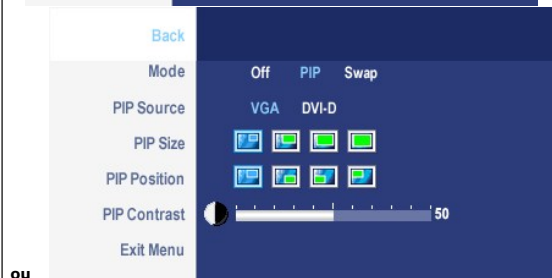 Back
Mode Off PIP Swap
PIP Source VGA DVI-D
PIP Size
PIP Position
PIP Contrast 50
Exit Menu
ou